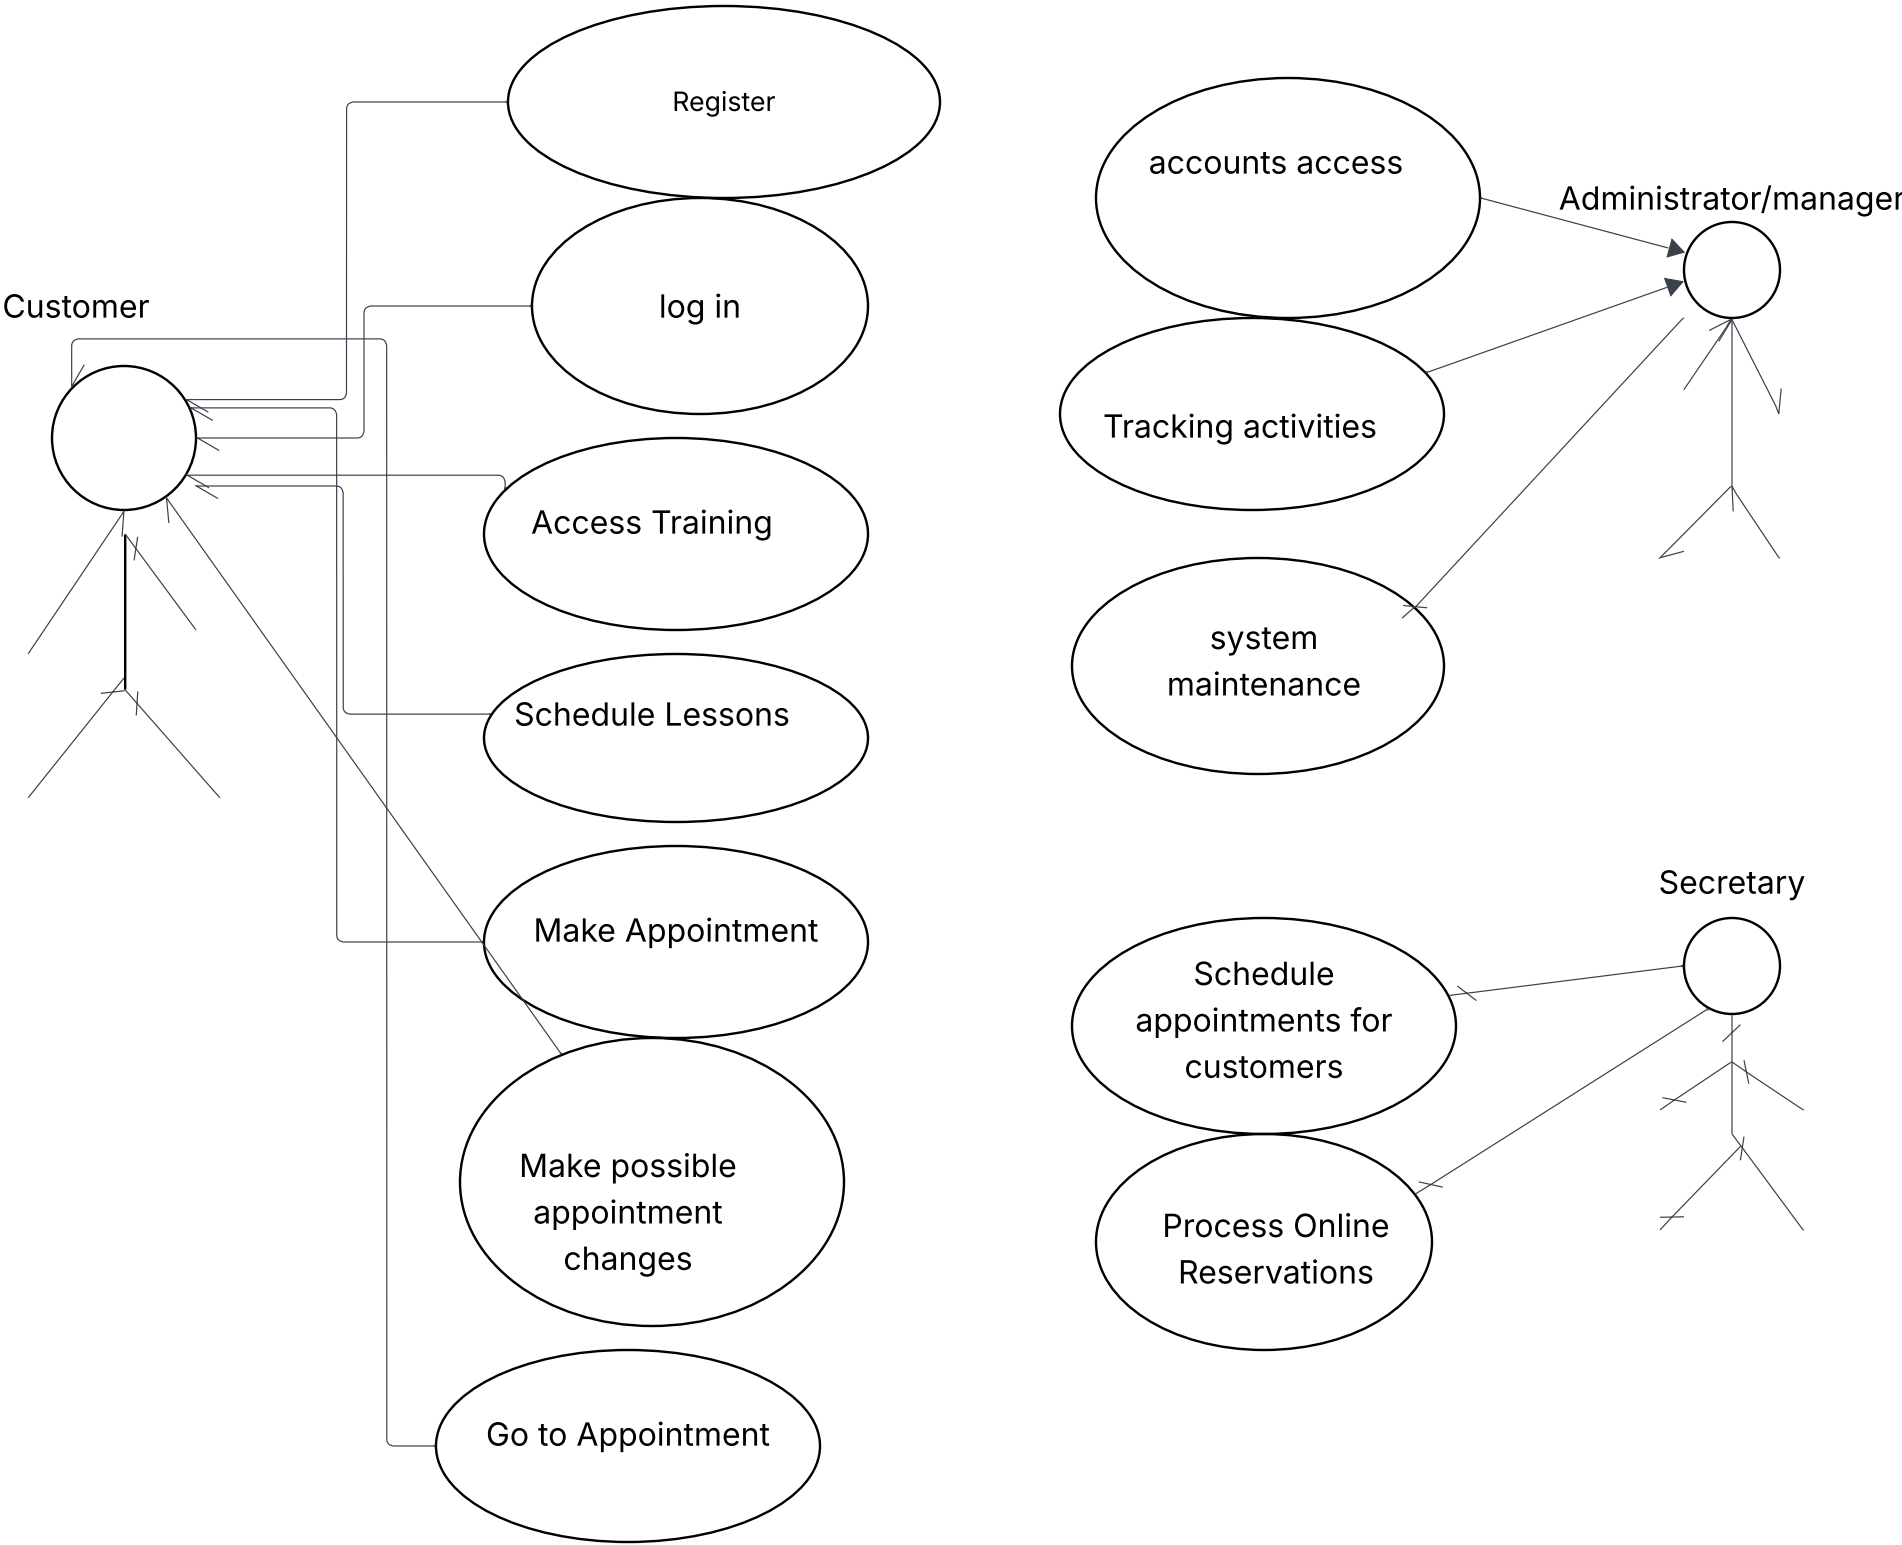 Register
log in
Customer
Access Training
Schedule Lessons
Make Appointment
Make possible
appointment
changes
Go to Appointment
accounts access
Administrator/manager
Tracking activities
system
maintenance
Secretary
Schedule
appointments for
customers
Process Online
Reservations